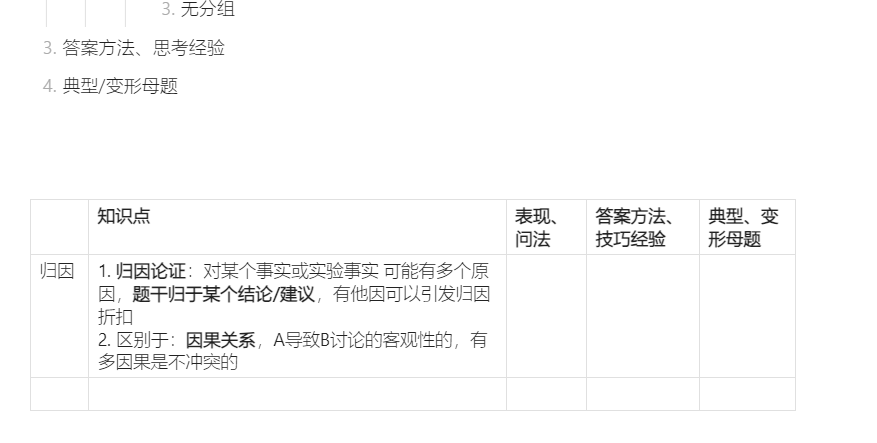 3. 无分组
3. 答案方法、思考经验
4. 典型/变形母题
知识点
表现、
问法
答案方法、
技巧经验
典型、变
形母题
归因
1. 归因论证：对某个事实或实验事实 可能有多个原
因，题干归于某个结论/建议，有他因可以引发归因
折扣
2. 区别于：因果关系，A导致B讨论的客观性的，有
多因果是不冲突的